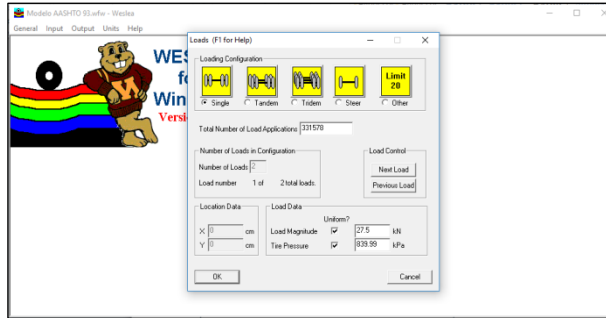 Modelo AASHTO 93.wfw - Weslea
General Input Output Units Help
WES
f
Win
Versi
Loads (F1 for Help)
Loading Configuration
Limit
20
Single Tandem Tridem Steer Other
Total Number of Load Applications 331578
Number of Loads in Configuration
Number of Loads 2
Load number 1 of 2 total loads.
Load Control
Next Load
Previous Load
Location Data
X 0 cm
Y 0 cm
Load Data
Uniform?
Load Magnitude 27.5 kN
Tire Pressure 839.99 kPa
OK Cancel